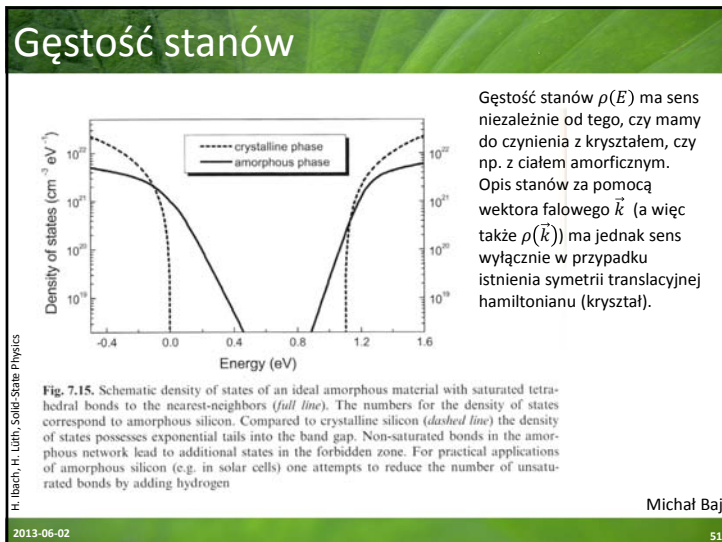 Gęstość stanów
Gęstość stanów ρ(E) ma sens
niezależnie od tego, czy mamy
do czynienia z kryształem, czy
np. z ciałem amorficznym.
Opis stanów za pomocą
wektora falowego k⃗ (a więc
także ρ(k⃗)) ma jednak sens
wyłącznie w przypadku
istnienia symetrii translacyjnej
hamiltonianu (kryształ).
crystalline phase
amorphous phase
Density of states (cm⁻³ eV⁻¹)
10²² 10²²
10²¹ 10²¹
10²⁰ 10²⁰
10¹⁹ 10¹⁹
-0.4 0.0 0.4 0.8 1.2 1.6
Energy (eV)
H. Ibach, H. Lüth, Solid-State Physics
Fig. 7.15. Schematic density of states of an ideal amorphous material with saturated tetra-
hedral bonds to the nearest-neighbors (full line). The numbers for the density of states
correspond to amorphous silicon. Compared to crystalline silicon (dashed line) the density
of states possesses exponential tails into the band gap. Non-saturated bonds in the amor-
phous network lead to additional states in the forbidden zone. For practical applications
of amorphous silicon (e.g. in solar cells) one attempts to reduce the number of unsatu-
rated bonds by adding hydrogen
Michał Baj
2013-06-02 51